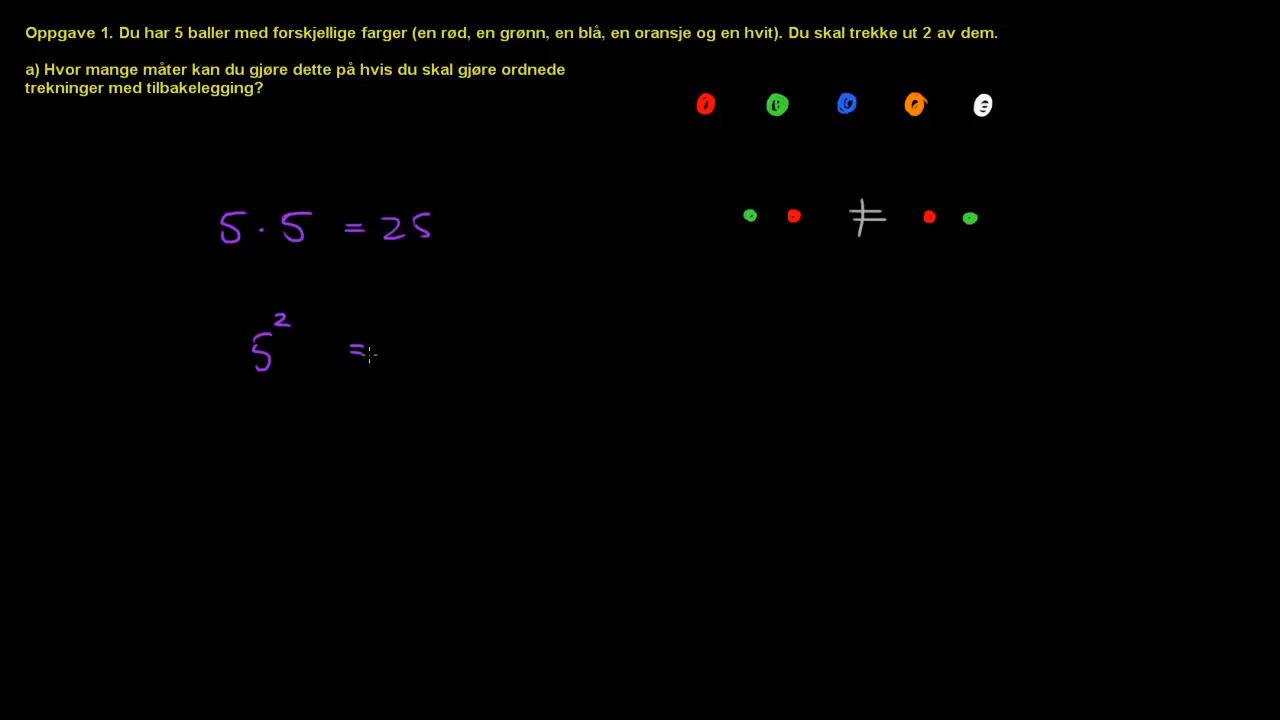 Oppgave 1. Du har 5 baller med forskjellige farger (en rød, en grønn, en blå, en oransje og en hvit). Du skal trekke ut 2 av dem.
a) Hvor mange måter kan du gjøre dette på hvis du skal gjøre ordnede
trekninger med tilbakelegging?
≠
5 · 5 = 25
5² =